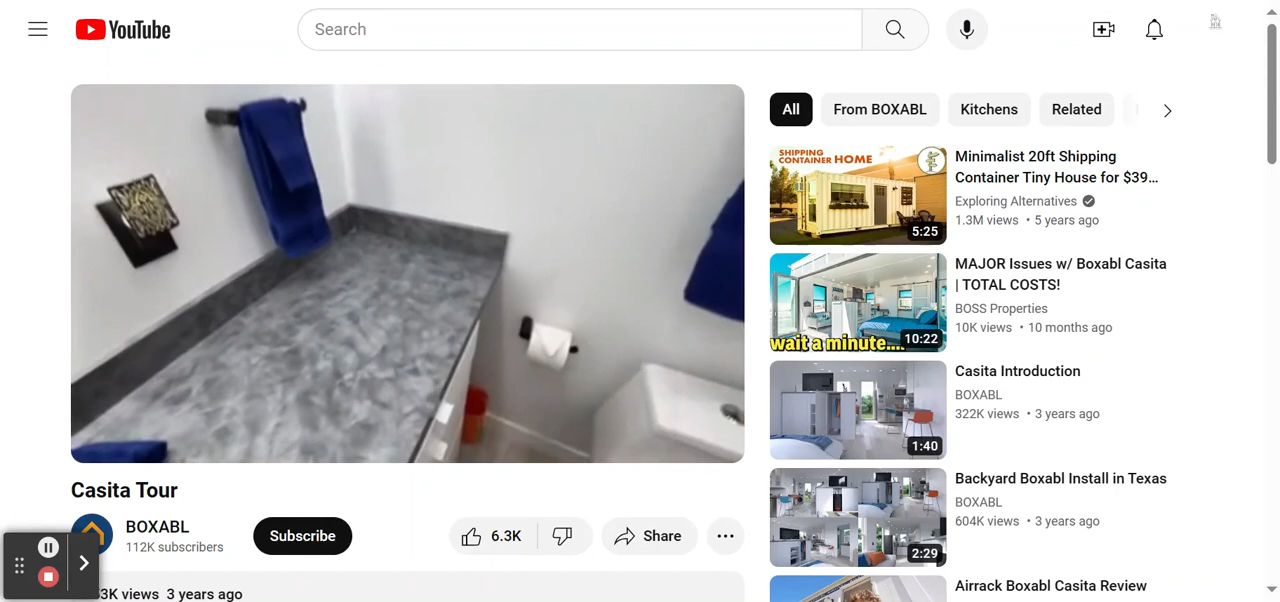 YouTube
Search
All
From BOXABL
Kitchens
Related
SHIPPING
CONTAINER HOME
5:25
Minimalist 20ft Shipping
Container Tiny House for $39...
Exploring Alternatives
1.3M views • 5 years ago
wait a minute....
10:22
MAJOR Issues w/ Boxabl Casita
| TOTAL COSTS!
BOSS Properties
10K views • 10 months ago
1:40
Casita Introduction
BOXABL
322K views • 3 years ago
2:29
Backyard Boxabl Install in Texas
BOXABL
604K views • 3 years ago
Airrack Boxabl Casita Review
Casita Tour
BOXABL
112K subscribers
Subscribe
6.3K
Share
3K views 3 years ago